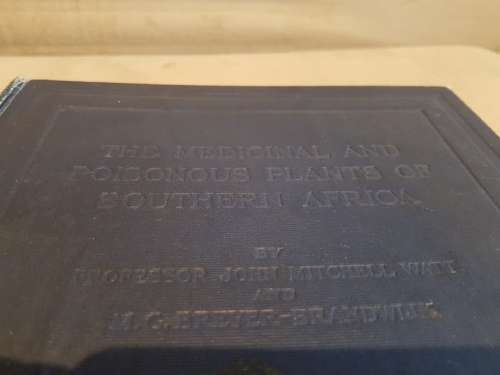 THE MEDICINAL AND
POISONOUS PLANTS OF
SOUTHERN AFRICA
BY
PROFESSOR JOHN MITCHELL WATT
AND
M. G. BREYER-BRANDWIJK